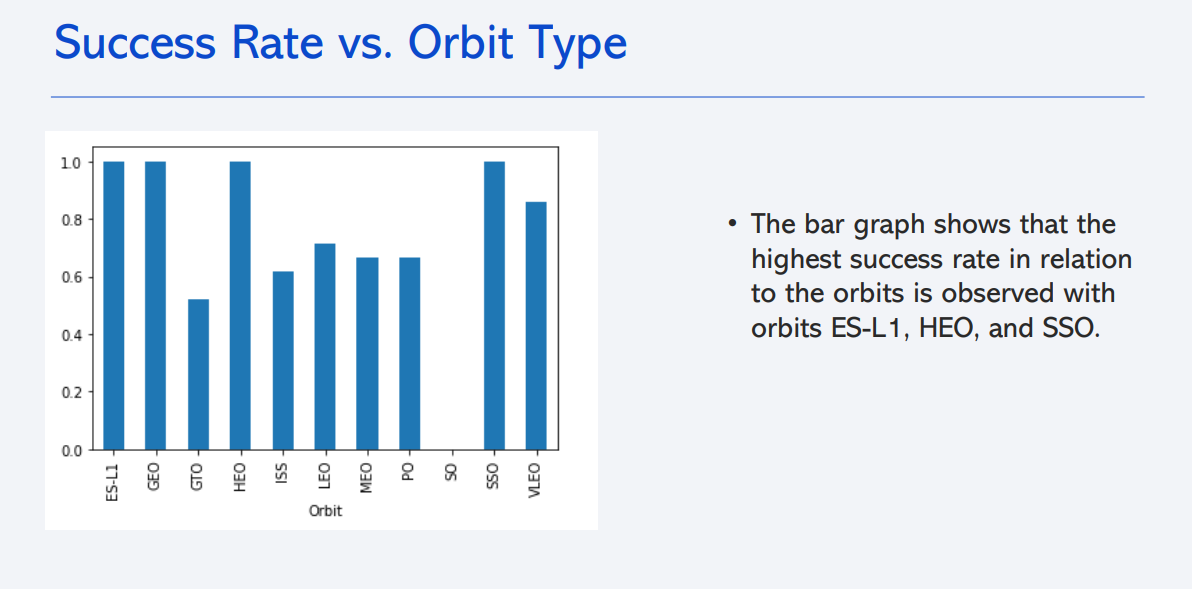 Success Rate vs. Orbit Type
1.0
0.8
0.6
0.4
0.2
0.0
ES-L1
GEO
GTO
HEO
ISS
LEO
MEO
PO
SO
SSO
VLEO
Orbit
• The bar graph shows that the
highest success rate in relation
to the orbits is observed with
orbits ES-L1, HEO, and SSO.